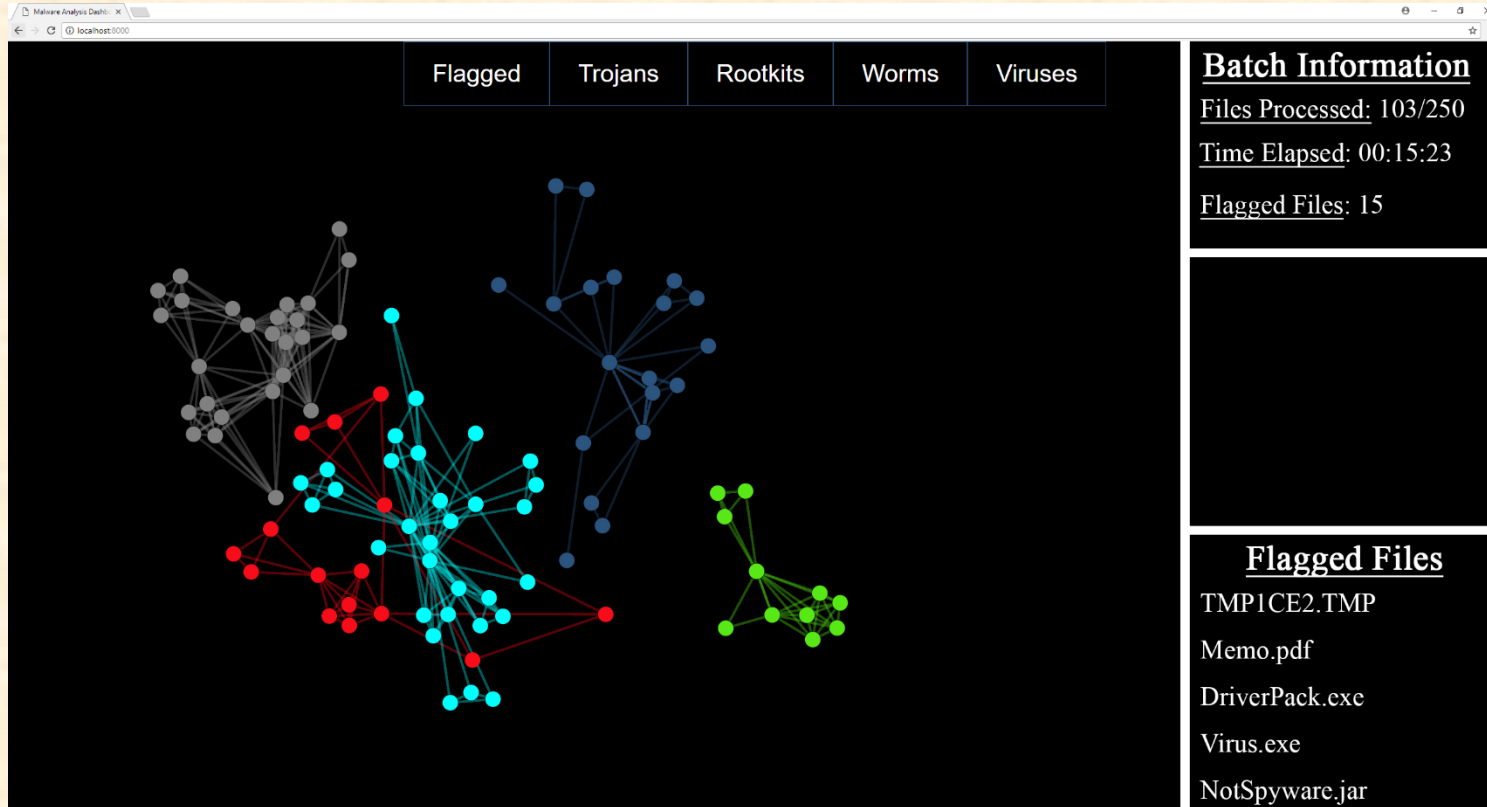 Malware Analysis Dashb
localhost:8000
Flagged Trojans Rootkits Worms Viruses
Batch Information
Files Processed: 103/250
Time Elapsed: 00:15:23
Flagged Files: 15
Flagged Files
TMP1CE2.TMP
Memo.pdf
DriverPack.exe
Virus.exe
NotSpyware.jar